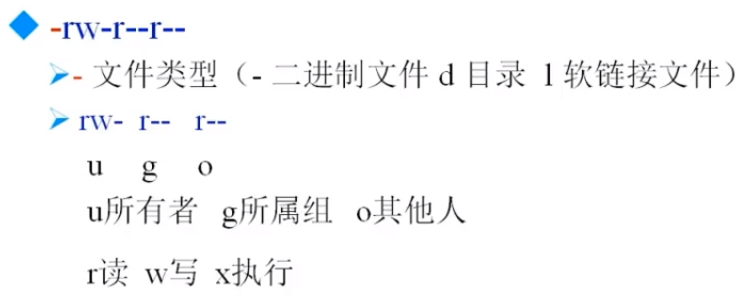 -rw-r--r--
- 文件类型（- 二进制文件 d 目录 l 软链接文件）
rw- r-- r--
u g o
u所有者 g所属组 o其他人
r读 w写 x执行